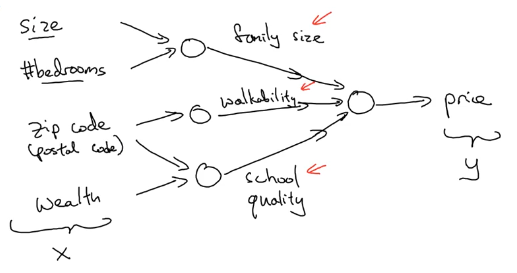 size
family size
#bedrooms
walkability
zip code
(postal code)
price
y
wealth
school
quality
x